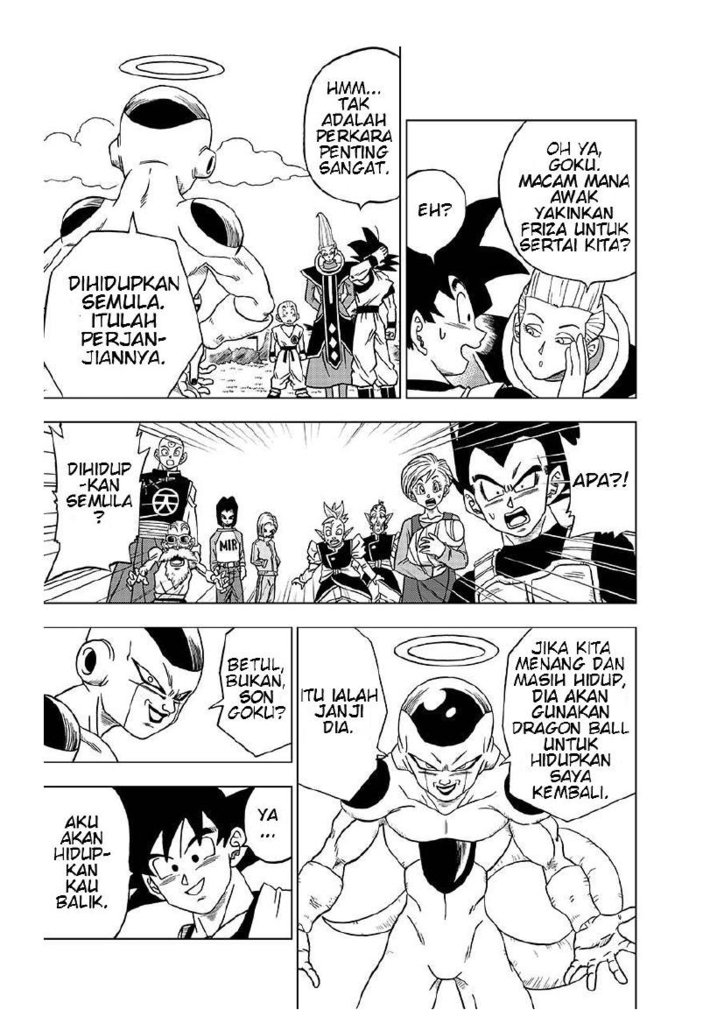 OH YA,
GOKU.
MACAM MANA
AWAK
YAKINKAN
FRIZA UNTUK
SERTAI KITA?
EH?
HMM...
TAK
ADALAH
PERKARA
PENTING
SANGAT.
DIHIDUPKAN
SEMULA.
ITULAH
PERJAN-
JIANNYA.
APA?!
天
MIR
DIHIDUP
-KAN
SEMULA
?
JIKA KITA
MENANG DAN
MASIH HIDUP,
DIA AKAN
GUNAKAN
DRAGON BALL
UNTUK
HIDUPKAN
SAYA
KEMBALI.
ITU IALAH
JANJI
DIA.
BETUL,
BUKAN,
SON
GOKU?
YA
...
AKU
AKAN
HIDUP-
KAN
KAU
BALIK.